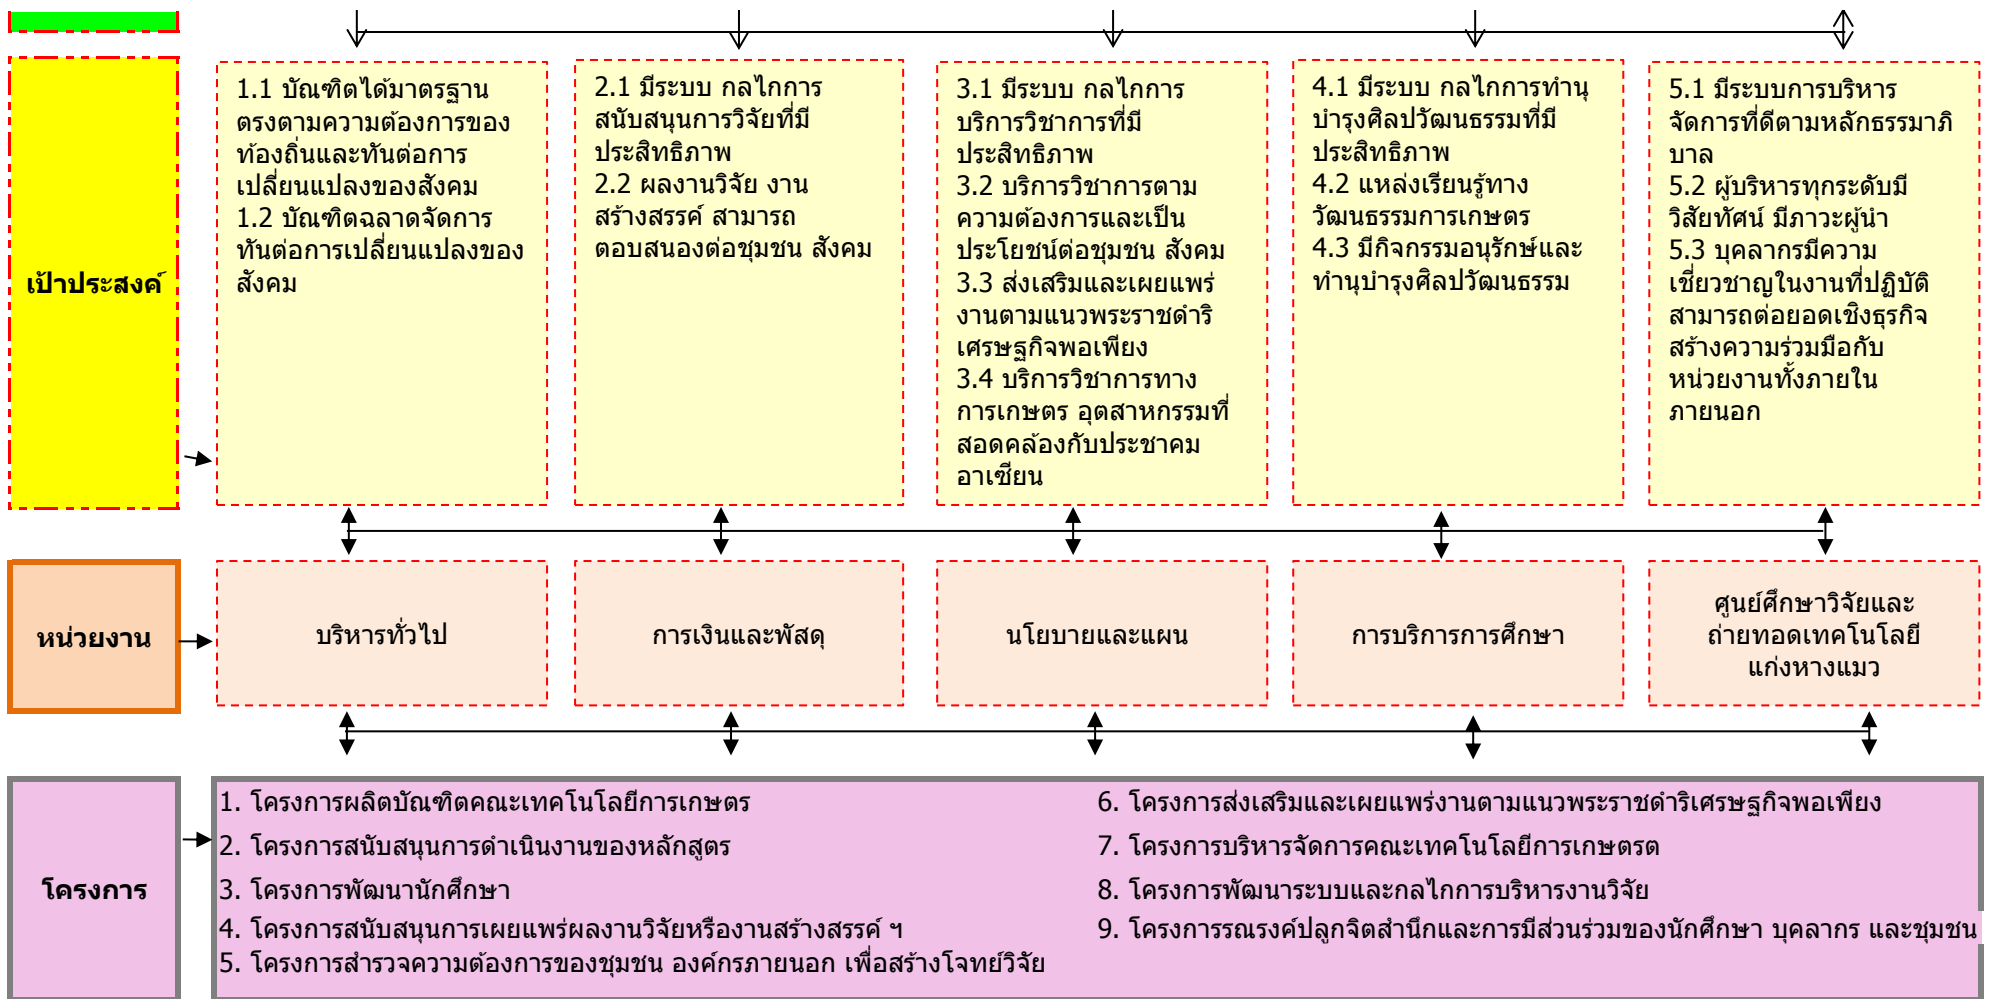 เป้าประสงค์
1.1 บัณฑิตได้มาตรฐาน
ตรงตามความต้องการของ
ท้องถิ่นและทันต่อการ
เปลี่ยนแปลงของสังคม
1.2 บัณฑิตฉลาดจัดการ
ทันต่อการเปลี่ยนแปลงของ
สังคม
2.1 มีระบบ กลไกการ
สนับสนุนการวิจัยที่มี
ประสิทธิภาพ
2.2 ผลงานวิจัย งาน
สร้างสรรค์ สามารถ
ตอบสนองต่อชุมชน สังคม
3.1 มีระบบ กลไกการ
บริการวิชาการที่มี
ประสิทธิภาพ
3.2 บริการวิชาการตาม
ความต้องการและเป็น
ประโยชน์ต่อชุมชน สังคม
3.3 ส่งเสริมและเผยแพร่
งานตามแนวพระราชดำริ
เศรษฐกิจพอเพียง
3.4 บริการวิชาการทาง
การเกษตร อุตสาหกรรมที่
สอดคล้องกับประชาคม
อาเซียน
4.1 มีระบบ กลไกการทำนุ
บำรุงศิลปวัฒนธรรมที่มี
ประสิทธิภาพ
4.2 แหล่งเรียนรู้ทาง
วัฒนธรรมการเกษตร
4.3 มีกิจกรรมอนุรักษ์และ
ทำนุบำรุงศิลปวัฒนธรรม
5.1 มีระบบการบริหาร
จัดการที่ดีตามหลักธรรมาภิ
บาล
5.2 ผู้บริหารทุกระดับมี
วิสัยทัศน์ มีภาวะผู้นำ
5.3 บุคลากรมีความ
เชี่ยวชาญในงานที่ปฏิบัติ
สามารถต่อยอดเชิงธุรกิจ
สร้างความร่วมมือกับ
หน่วยงานทั้งภายใน
ภายนอก
หน่วยงาน
บริหารทั่วไป
การเงินและพัสดุ
นโยบายและแผน
การบริการการศึกษา
ศูนย์ศึกษาวิจัยและ
ถ่ายทอดเทคโนโลยี
แก่งหางแมว
โครงการ
1. โครงการผลิตบัณฑิตคณะเทคโนโลยีการเกษตร
2. โครงการสนับสนุนการดำเนินงานของหลักสูตร
3. โครงการพัฒนานักศึกษา
4. โครงการสนับสนุนการเผยแพร่ผลงานวิจัยหรืองานสร้างสรรค์ ฯ
5. โครงการสำรวจความต้องการของชุมชน องค์กรภายนอก เพื่อสร้างโจทย์วิจัย
6. โครงการส่งเสริมและเผยแพร่งานตามแนวพระราชดำริเศรษฐกิจพอเพียง
7. โครงการบริหารจัดการคณะเทคโนโลยีการเกษตรต
8. โครงการพัฒนาระบบและกลไกการบริหารงานวิจัย
9. โครงการรณรงค์ปลูกจิตสำนึกและการมีส่วนร่วมของนักศึกษา บุคลากร และชุมชน